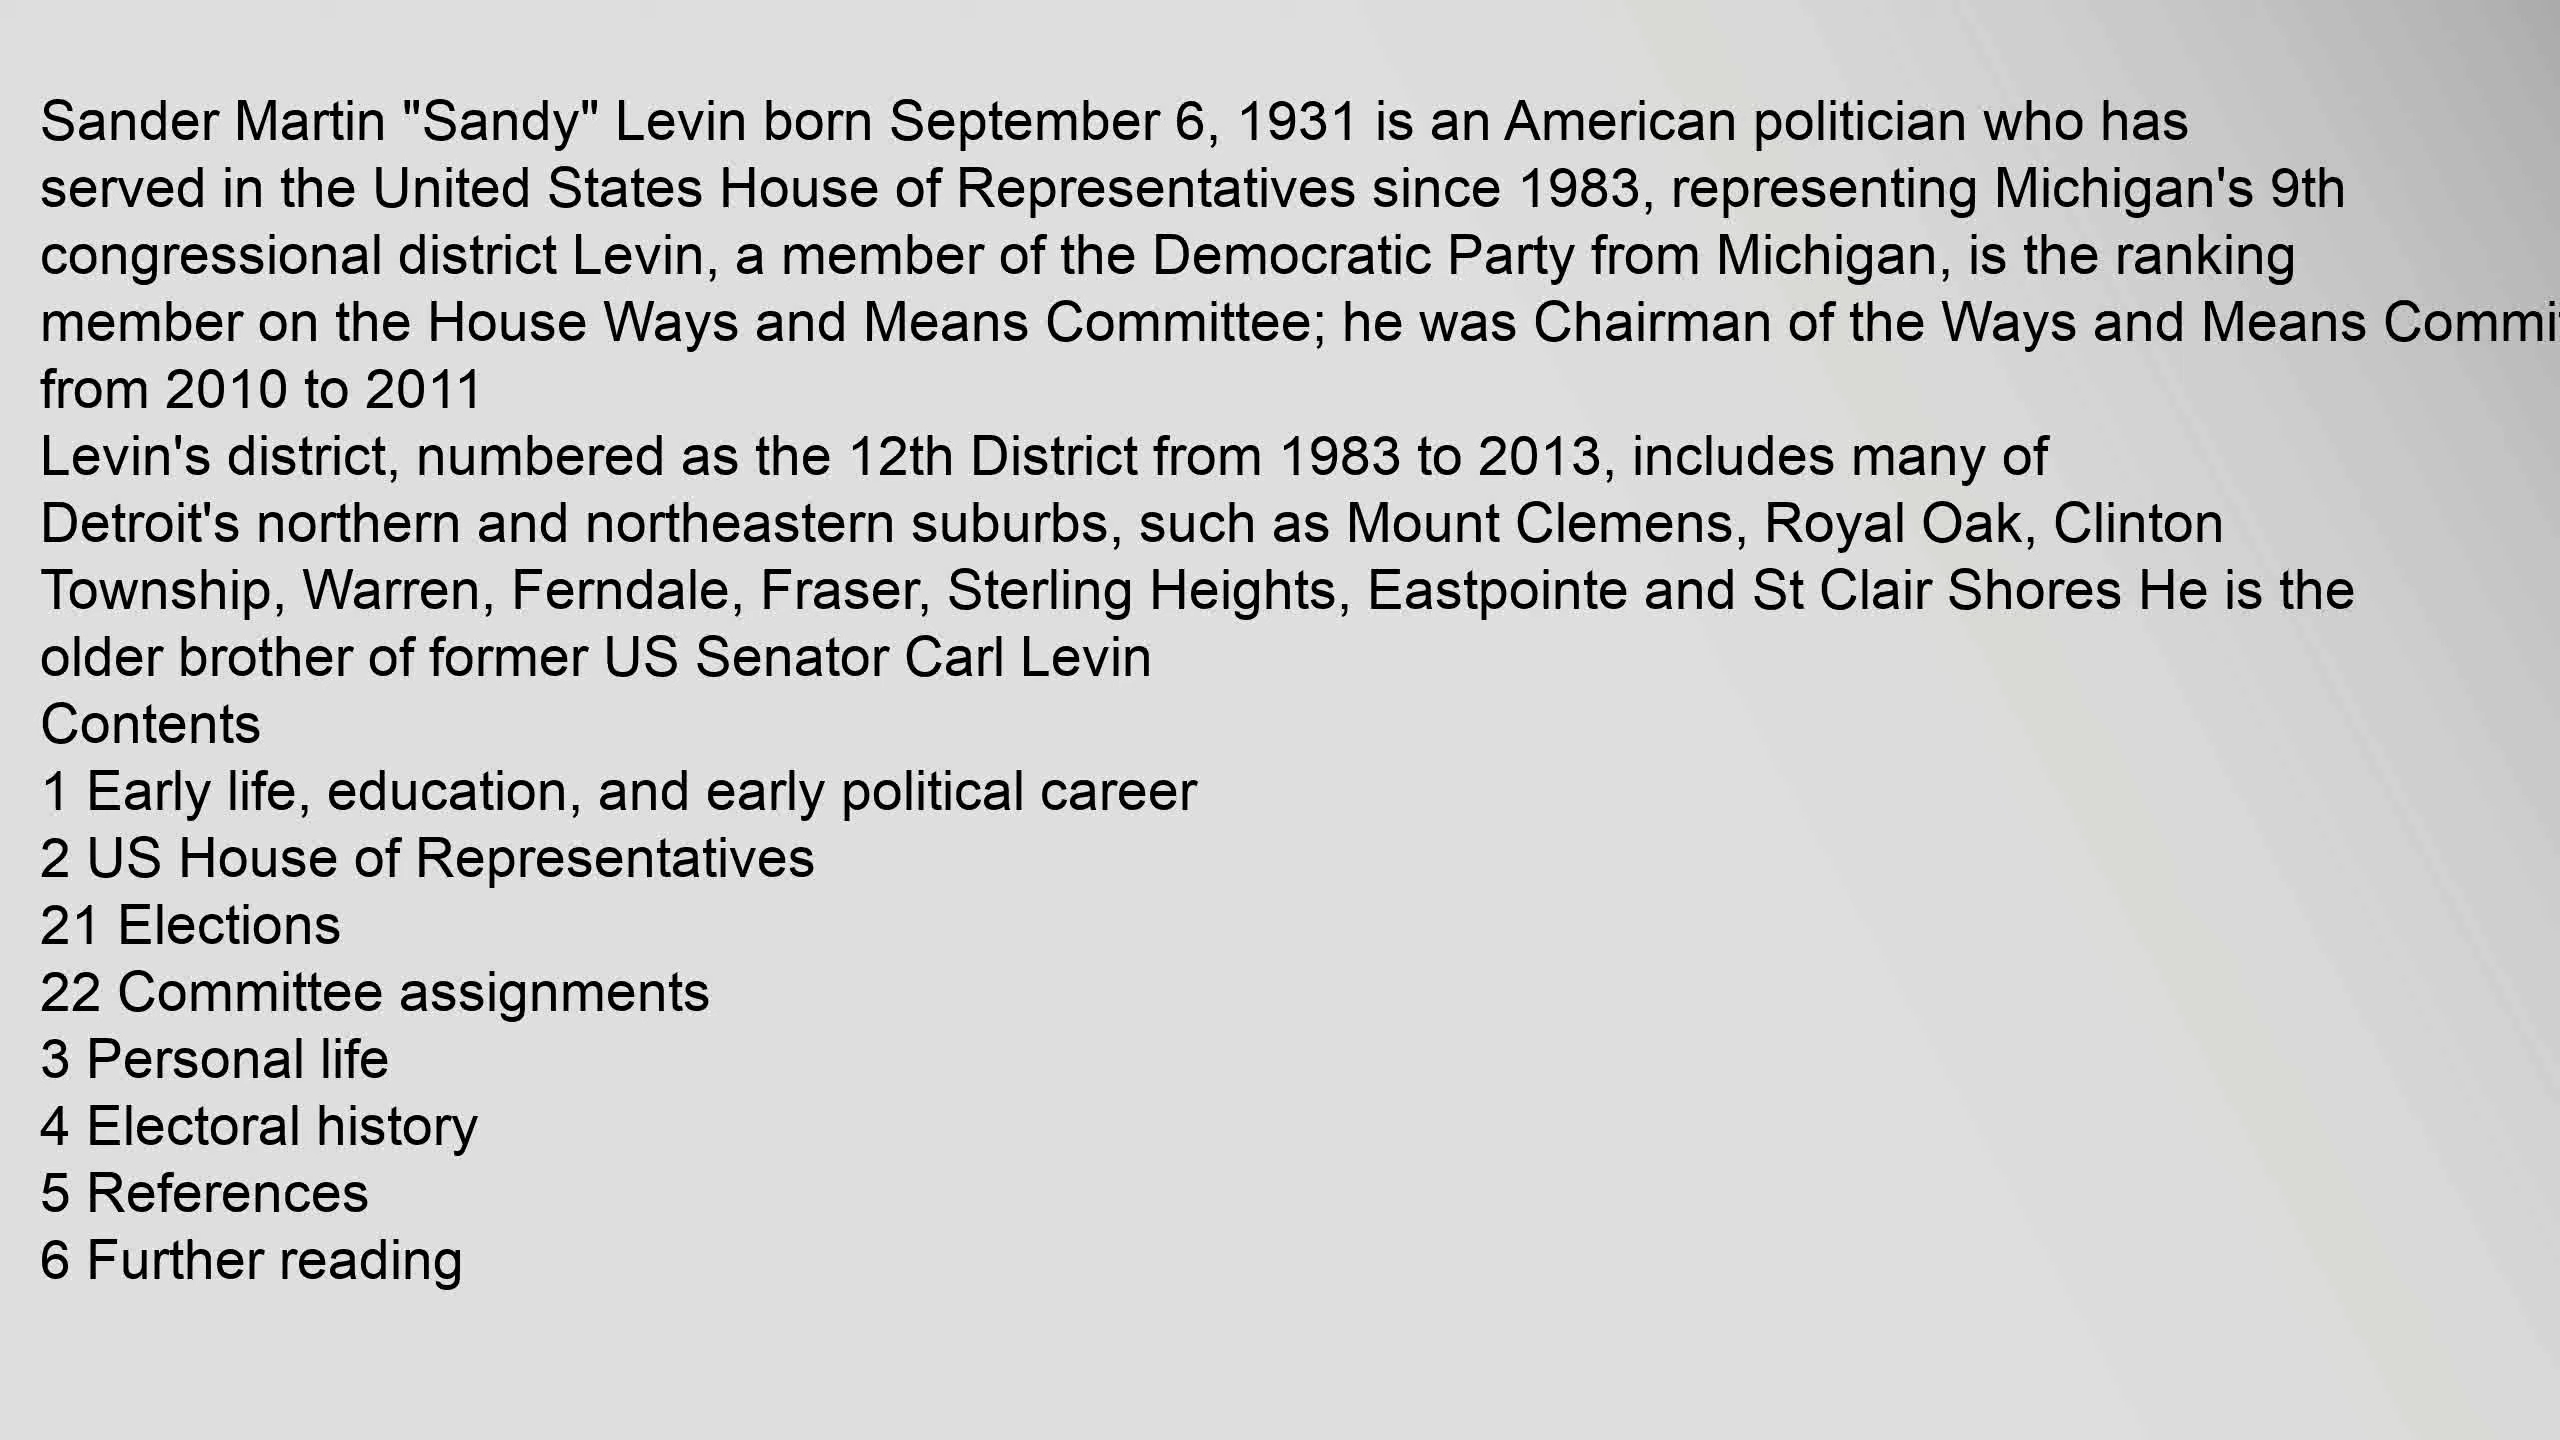 Sander Martin "Sandy" Levin born September 6, 1931 is an American politician who has
served in the United States House of Representatives since 1983, representing Michigan's 9th
congressional district Levin, a member of the Democratic Party from Michigan, is the ranking
member on the House Ways and Means Committee; he was Chairman of the Ways and Means
from 2010 to 2011
Levin's district, numbered as the 12th District from 1983 to 2013, includes many of
Detroit's northern and northeastern suburbs, such as Mount Clemens, Royal Oak, Clinton
Township, Warren, Ferndale, Fraser, Sterling Heights, Eastpointe and St Clair Shores He is the
older brother of former US Senator Carl Levin
Contents
1 Early life, education, and early political career
2 US House of Representatives
21 Elections
22 Committee assignments
3 Personal life
4 Electoral history
5 References
6 Further reading